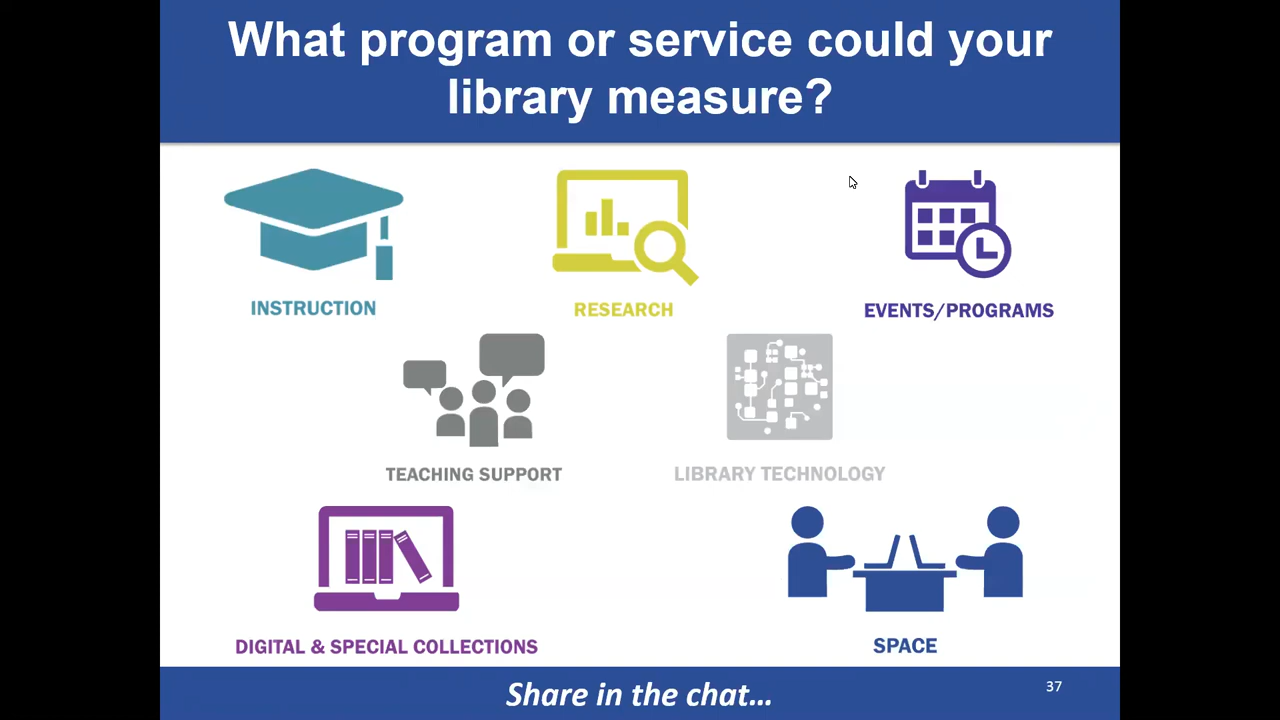 What program or service could your
library measure?
INSTRUCTION
RESEARCH
EVENTS/PROGRAMS
TEACHING SUPPORT
LIBRARY TECHNOLOGY
DIGITAL & SPECIAL COLLECTIONS
SPACE
Share in the chat...
37